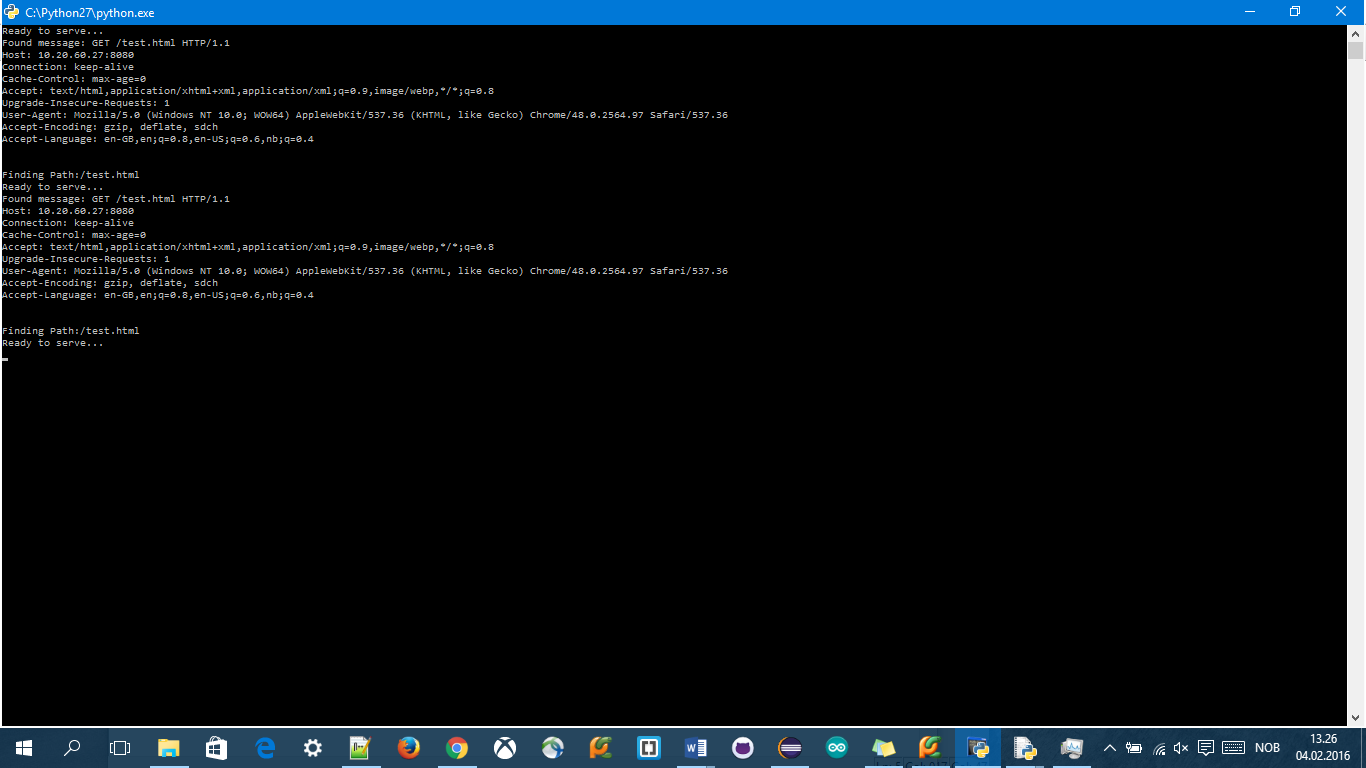 C:\Python27\python.exe
Ready to serve...
Found message: GET /test.html HTTP/1.1
Host: 10.20.60.27:8080
Connection: keep-alive
Cache-Control: max-age=0
Accept: text/html,application/xhtml+xml,application/xml;q=0.9,image/webp,*/*;q=0.8
Upgrade-Insecure-Requests: 1
User-Agent: Mozilla/5.0 (Windows NT 10.0; WOW64) AppleWebKit/537.36 (KHTML, like Gecko) Chrome/48.0.2564.97 Safari/537.36
Accept-Encoding: gzip, deflate, sdch
Accept-Language: en-GB,en;q=0.8,en-US;q=0.6,nb;q=0.4
Finding Path:/test.html
Ready to serve...
Found message: GET /test.html HTTP/1.1
Host: 10.20.60.27:8080
Connection: keep-alive
Cache-Control: max-age=0
Accept: text/html,application/xhtml+xml,application/xml;q=0.9,image/webp,*/*;q=0.8
Upgrade-Insecure-Requests: 1
User-Agent: Mozilla/5.0 (Windows NT 10.0; WOW64) AppleWebKit/537.36 (KHTML, like Gecko) Chrome/48.0.2564.97 Safari/537.36
Accept-Encoding: gzip, deflate, sdch
Accept-Language: en-GB,en;q=0.8,en-US;q=0.6,nb;q=0.4
Finding Path:/test.html
Ready to serve...
NOB
13.26
04.02.2016